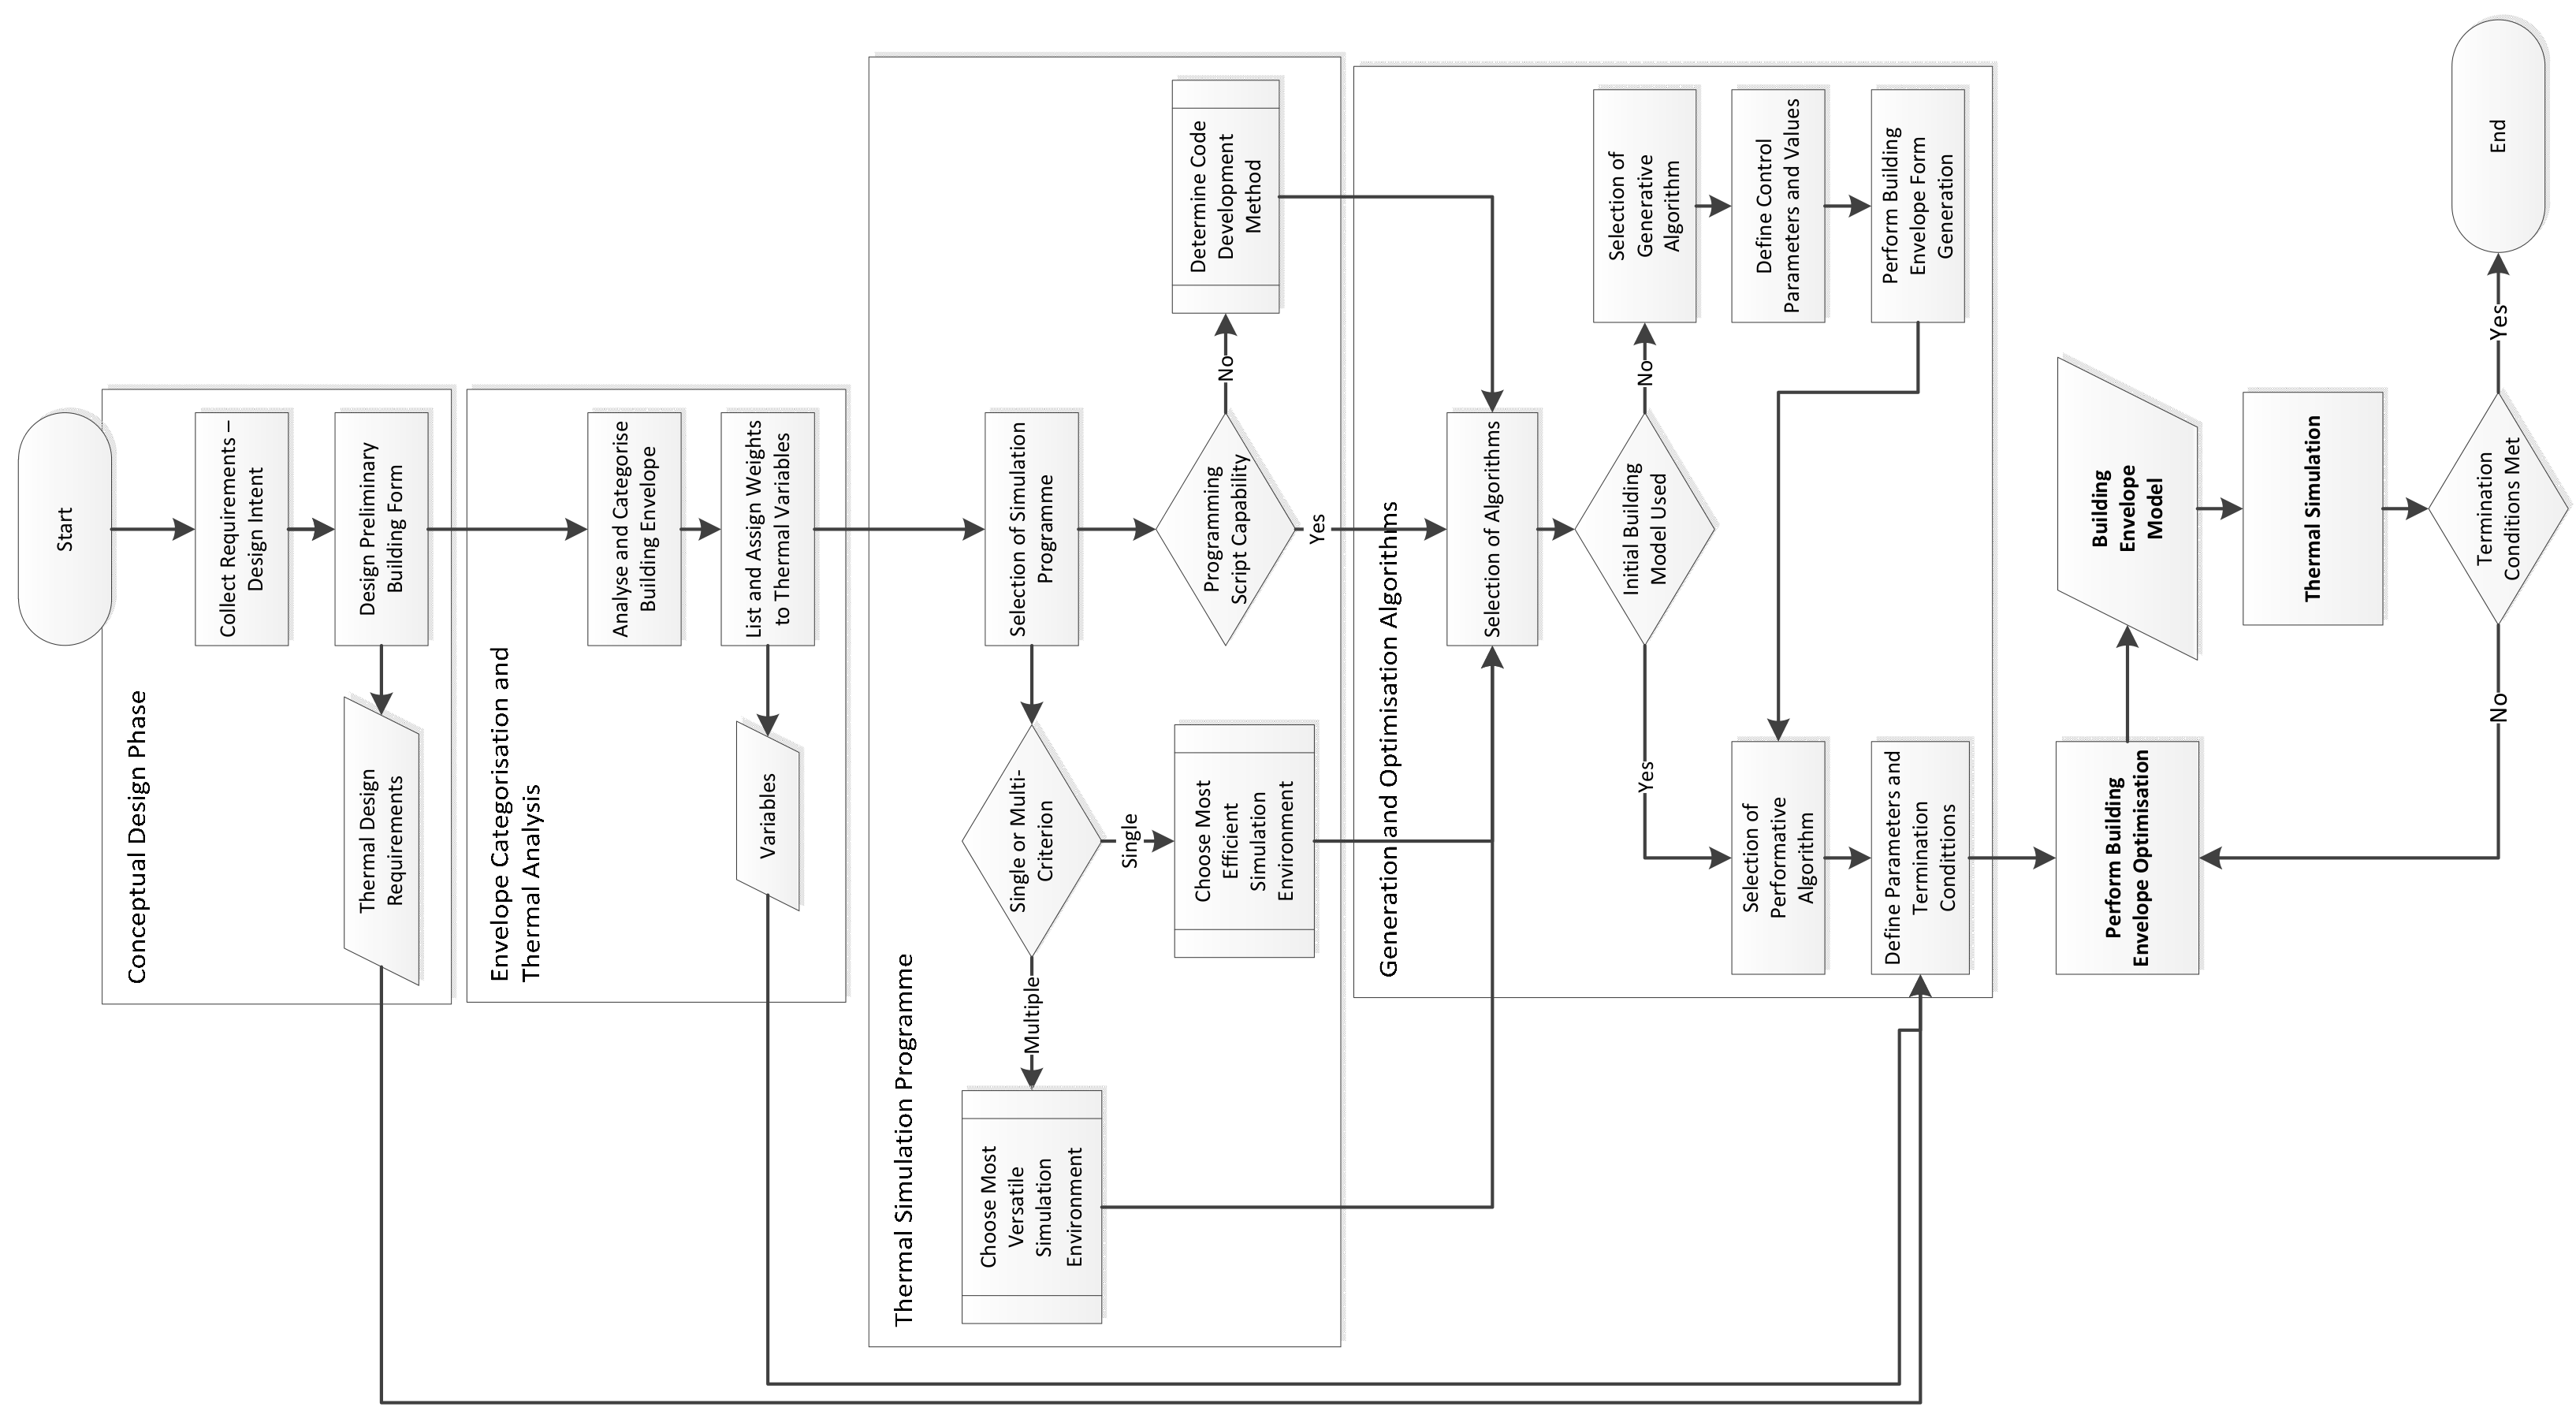 Start
Conceptual Design Phase
Collect Requirements –
Design Intent
Design Preliminary
Building Form
Thermal Design
Requirements
Envelope Categorisation and
Thermal Analysis
Analyse and Categorise
Building Envelope
List and Assign Weights
to Thermal Variables
Variables
Thermal Simulation Programme
Selection of Simulation
Programme
Single or Multi-
Criterion
Multiple
Choose Most
Versatile
Simulation
Environment
Single
Choose Most
Efficient
Simulation
Environment
Programming
Script Capability
No
Determine Code
Development
Method
Yes
Generation and Optimisation Algorithms
Selection of Algorithms
Initial Building
Model Used
No
Selection of
Generative
Algorithm
Define Control
Parameters and Values
Perform Building
Envelope Form
Generation
Yes
Selection of
Performative
Algorithm
Define Parameters and
Termination
Conditions
Perform Building
Envelope Optimisation
Building
Envelope
Model
Thermal Simulation
Termination
Conditions Met
No
Yes
End